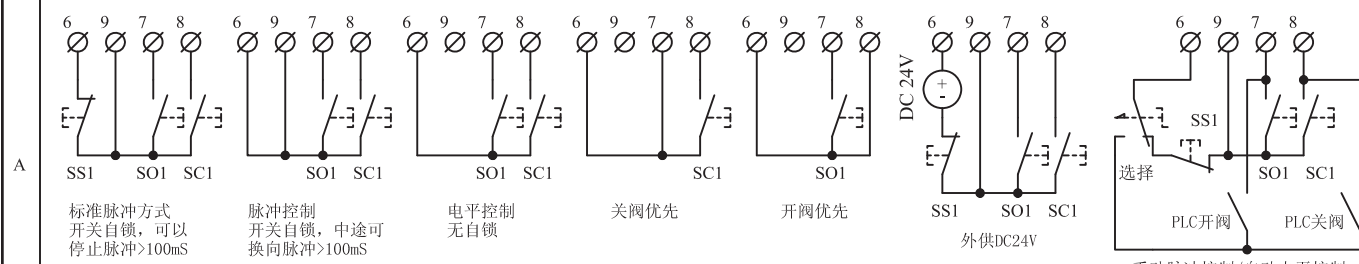 6 9 7 8
6 9 7 8
6 9 7 8
6 9 7 8
6 9 7 8
6 9 7 8
6 9 7 8
DC 24V
+
-
A
SS1 SO1 SC1
SO1 SC1
SO1 SC1
SC1
SO1
SS1 SO1 SC1
SS1
选择
SO1 SC1
PLC开阀
PLC关阀
标准脉冲方式
开关自锁，可以
停止脉冲>100mS
脉冲控制
开关自锁，中途可
换向脉冲>100mS
电平控制
无自锁
关阀优先
开阀优先
外供DC24V